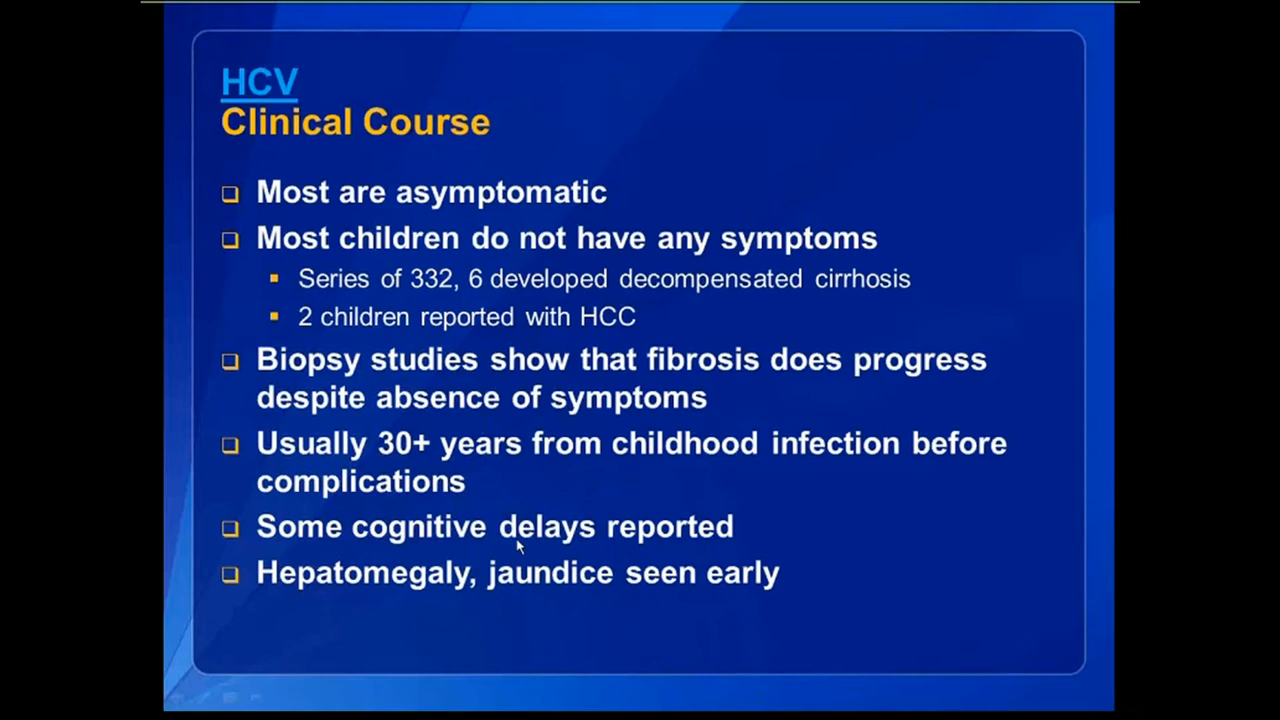 HCV
Clinical Course
Most are asymptomatic
Most children do not have any symptoms
Series of 332, 6 developed decompensated cirrhosis
2 children reported with HCC
Biopsy studies show that fibrosis does progress
despite absence of symptoms
Usually 30+ years from childhood infection before
complications
Some cognitive delays reported
Hepatomegaly, jaundice seen early